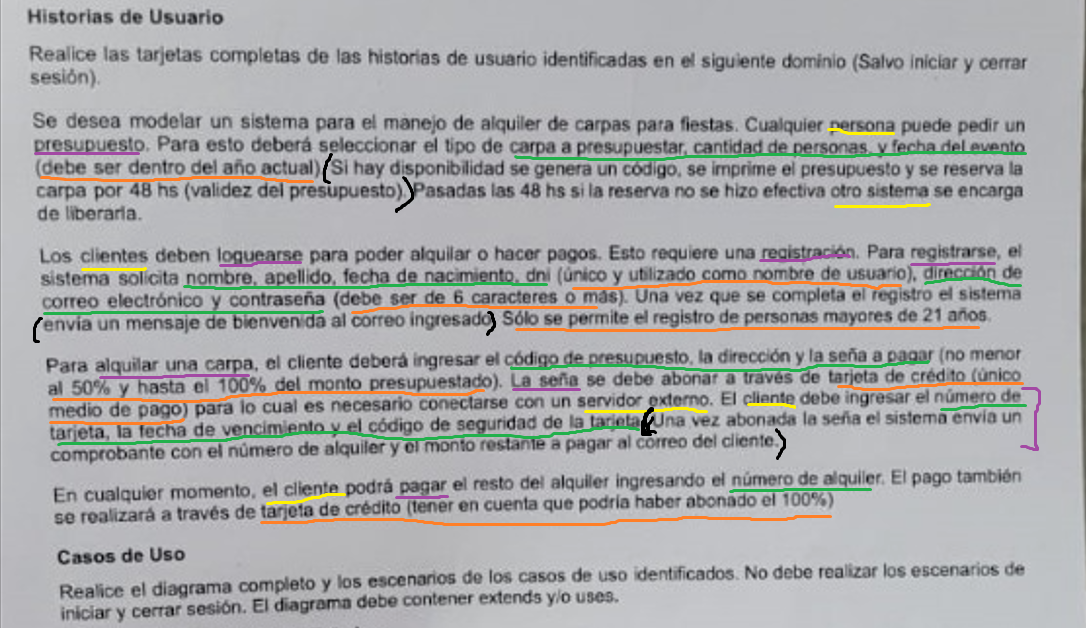 Historias de Usuario
Realice las tarjetas completas de las historias de usuario identificadas en el siguiente dominio (Salvo iniciar y cerrar
sesión).
Se desea modelar un sistema para el manejo de alquiler de carpas para fiestas. Cualquier persona puede pedir un
presupuesto. Para esto deberá seleccionar el tipo de carpa a presupuestar, cantidad de personas, y fecha del evento
(debe ser dentro del año actual) (Si hay disponibilidad se genera un código, se imprime el presupuesto y se reserva la
carpa por 48 hs (validez del presupuesto).) Pasadas las 48 hs si la reserva no se hizo efectiva otro sistema se encarga
de liberarla.
Los clientes deben loguearse para poder alquilar o hacer pagos. Esto requiere una registración. Para registrarse, el
sistema solicita nombre, apellido, fecha de nacimiento, dni (único y utilizado como nombre de usuario), dirección de
correo electrónico y contraseña (debe ser de 6 caracteres o más). Una vez que se completa el registro el sistema
(envía un mensaje de bienvenida al correo ingresado) Sólo se permite el registro de personas mayores de 21 años.
Para alquilar una carpa, el cliente deberá ingresar el código de presupuesto, la dirección y la seña a pagar (no menor
al 50% y hasta el 100% del monto presupuestado). La seña se debe abonar a través de tarjeta de crédito (único
medio de pago) para lo cual es necesario conectarse con un servidor externo. El cliente debe ingresar el número de
tarjeta, la fecha de vencimiento y el código de seguridad de la tarjeta (Una vez abonada la seña el sistema envía un
comprobante con el número de alquiler y el monto restante a pagar al correo del cliente.)
En cualquier momento, el cliente podrá pagar el resto del alquiler ingresando el número de alquiler. El pago también
se realizará a través de tarjeta de crédito (tener en cuenta que podría haber abonado el 100%)
Casos de Uso
Realice el diagrama completo y los escenarios de los casos de uso identificados. No debe realizar los escenarios de
iniciar y cerrar sesión. El diagrama debe contener extends y/o uses.